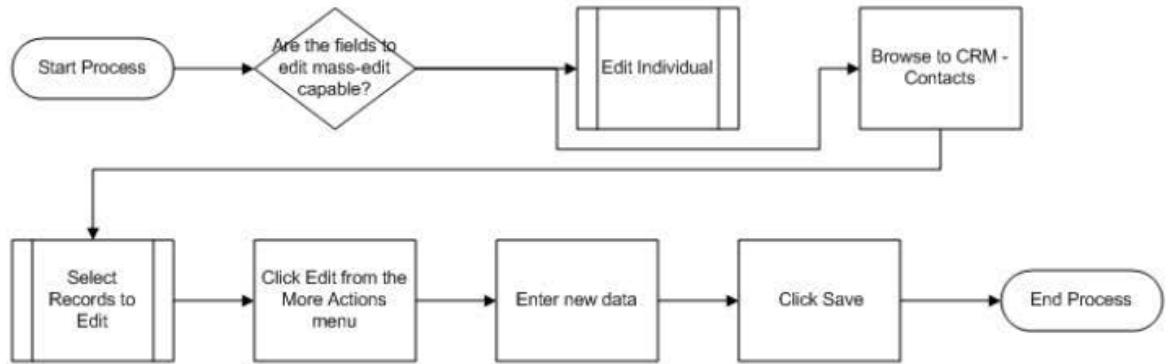 Start Process
Are the fields to
edit mass-edit
capable?
Edit Individual
Browse to CRM -
Contacts
Select
Records to
Edit
Click Edit from the
More Actions
menu
Enter new data
Click Save
End Process